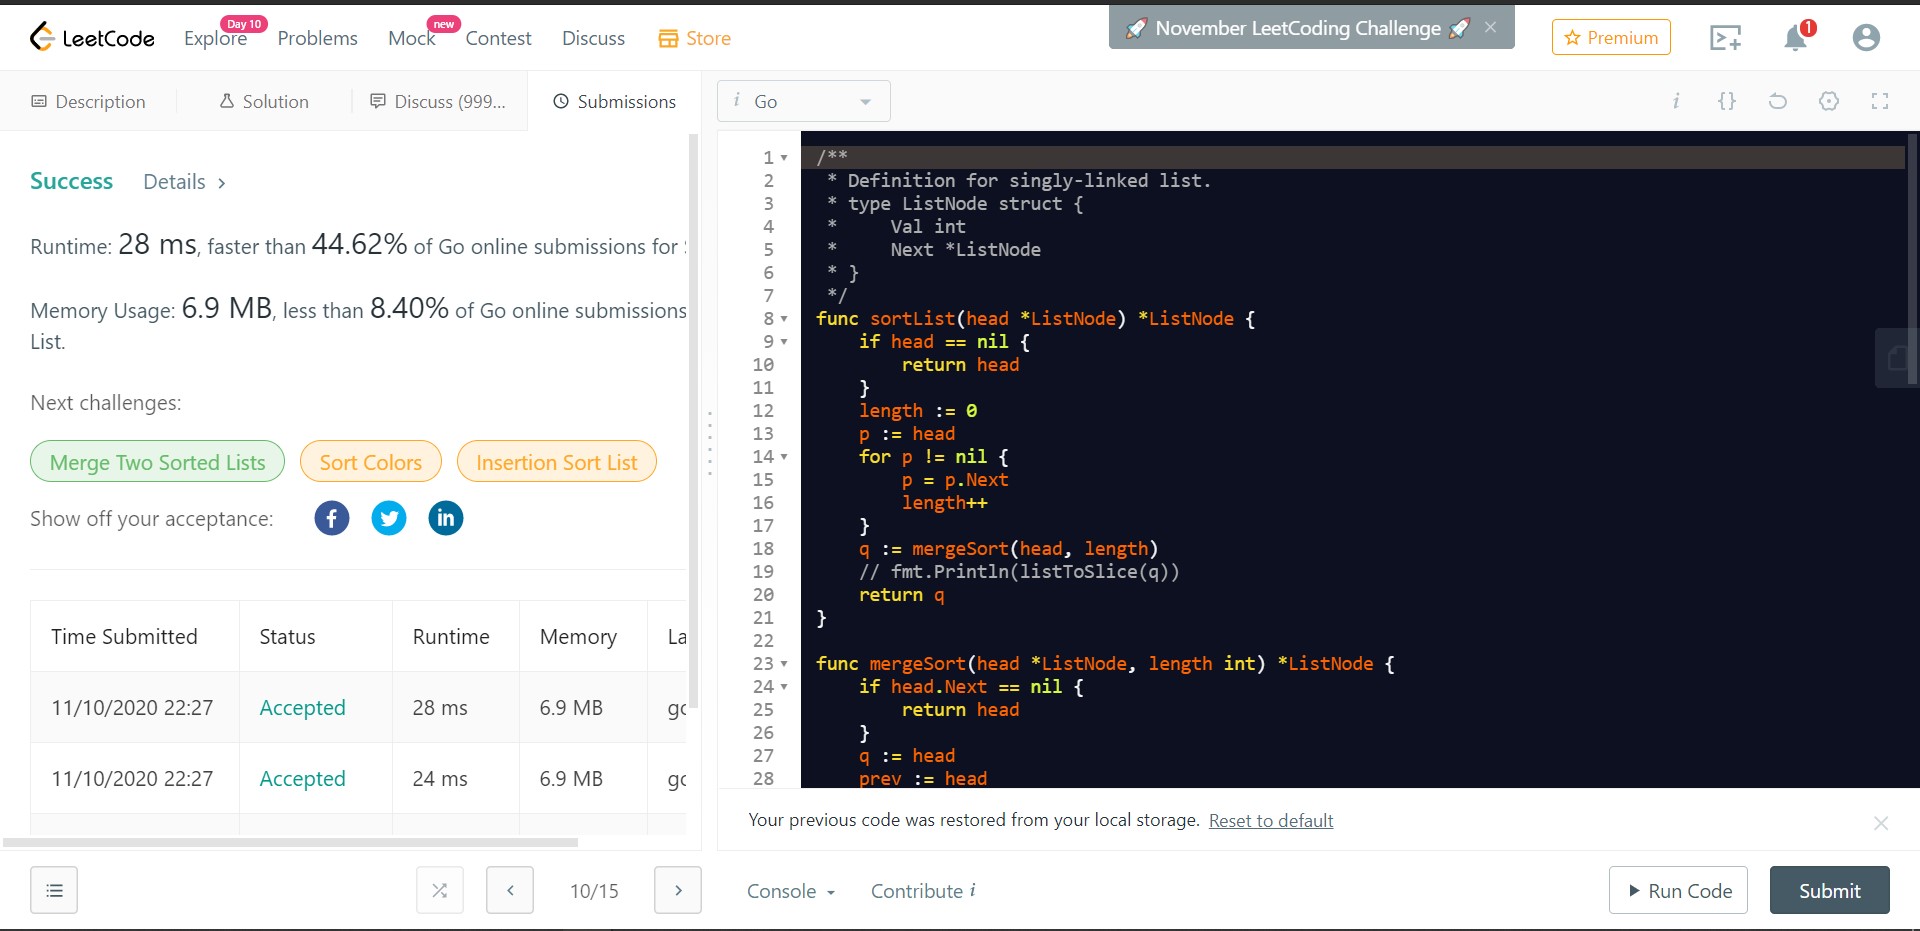 LeetCode
Explore
Day 10
Problems
Mock
new
Contest
Discuss
Store
🚀 November LeetCoding Challenge 🚀 ×
Premium
1
Description
Solution
Discuss (999...
Submissions
i Go
i {}
Success Details >
Runtime: 28 ms, faster than 44.62% of Go online submissions for
Memory Usage: 6.9 MB, less than 8.40% of Go online submissions
List.
Next challenges:
Merge Two Sorted Lists
Sort Colors
Insertion Sort List
Show off your acceptance:
f
in
Time Submitted Status Runtime Memory La
11/10/2020 22:27 Accepted 28 ms 6.9 MB go
11/10/2020 22:27 Accepted 24 ms 6.9 MB go
1 /**
2  * Definition for singly-linked list.
3  * type ListNode struct {
4  *     Val int
5  *     Next *ListNode
6  * }
7  */
8 func sortList(head *ListNode) *ListNode {
9     if head == nil {
10         return head
11     }
12     length := 0
13     p := head
14     for p != nil {
15         p = p.Next
16         length++
17     }
18     q := mergeSort(head, length)
19     // fmt.Println(listToSlice(q))
20     return q
21 }
22
23 func mergeSort(head *ListNode, length int) *ListNode {
24     if head.Next == nil {
25         return head
26     }
27     q := head
28     prev := head
Your previous code was restored from your local storage. Reset to default
10/15
Console
Contribute i
Run Code
Submit